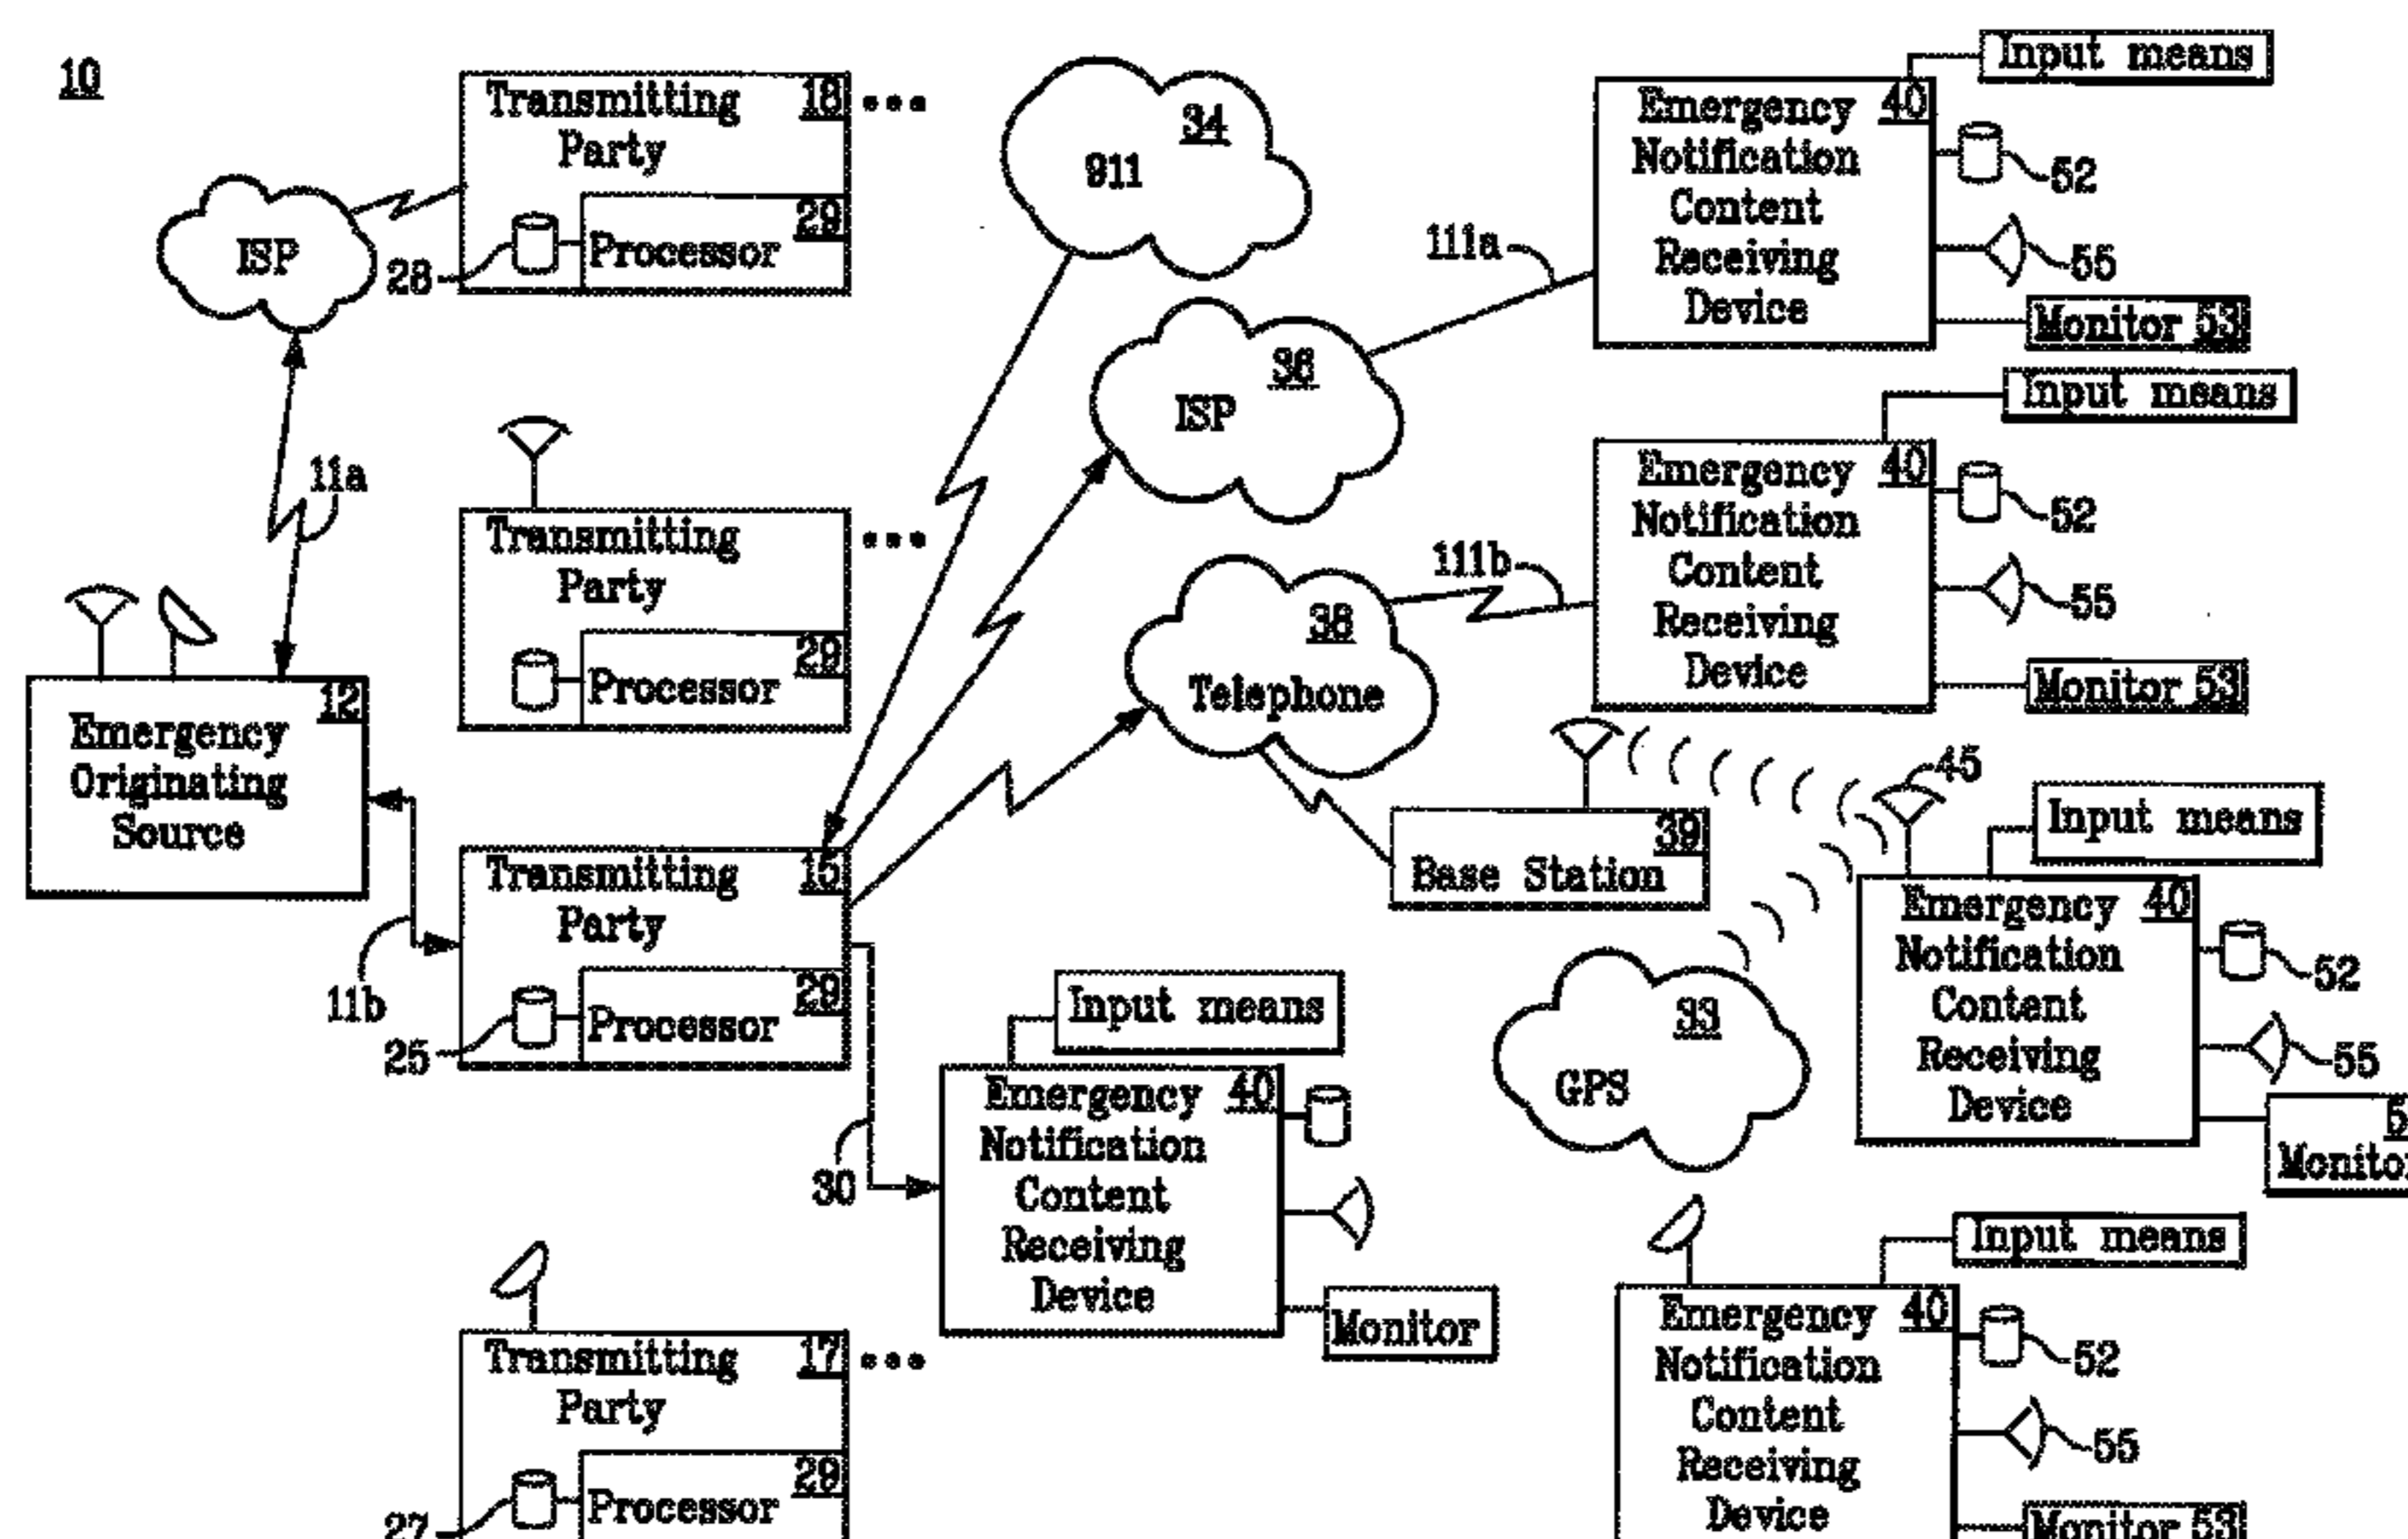 10
Transmitting 18
Party
Processor 29
28
ISP
11a
Transmitting
Party
Processor 29
12
Emergency
Originating
Source
11b
Transmitting 15
Party
Processor 29
25
30
Transmitting 17
Party
Processor 29
27
34
911
36
ISP
38
Telephone
111a
111b
Base Station 39
33
GPS
45
Input means
Emergency 40
Notification
Content
Receiving
Device
52
55
Monitor 53
Input means
Emergency 40
Notification
Content
Receiving
Device
52
55
Monitor 53
Input means
Emergency 40
Notification
Content
Receiving
Device
52
55
Input means
Emergency 40
Notification
Content
Receiving
Device
Monitor
Input means
Emergency 40
Notification
Content
Receiving
Device
52
55
Monitor 53